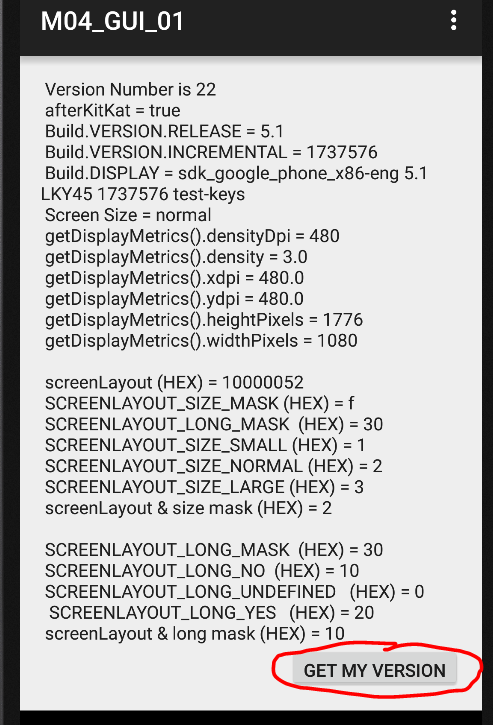 M04_GUI_01
Version Number is 22
afterKitKat = true
Build.VERSION.RELEASE = 5.1
Build.VERSION.INCREMENTAL = 1737576
Build.DISPLAY = sdk_google_phone_x86-eng 5.1
LKY45 1737576 test-keys
Screen Size = normal
getDisplayMetrics().densityDpi = 480
getDisplayMetrics().density = 3.0
getDisplayMetrics().xdpi = 480.0
getDisplayMetrics().ydpi = 480.0
getDisplayMetrics().heightPixels = 1776
getDisplayMetrics().widthPixels = 1080
screenLayout (HEX) = 10000052
SCREENLAYOUT_SIZE_MASK (HEX) = f
SCREENLAYOUT_LONG_MASK (HEX) = 30
SCREENLAYOUT_SIZE_SMALL (HEX) = 1
SCREENLAYOUT_SIZE_NORMAL (HEX) = 2
SCREENLAYOUT_SIZE_LARGE (HEX) = 3
screenLayout & size mask (HEX) = 2
SCREENLAYOUT_LONG_MASK (HEX) = 30
SCREENLAYOUT_LONG_NO (HEX) = 10
SCREENLAYOUT_LONG_UNDEFINED (HEX) = 0
SCREENLAYOUT_LONG_YES (HEX) = 20
screenLayout & long mask (HEX) = 10
GET MY VERSION